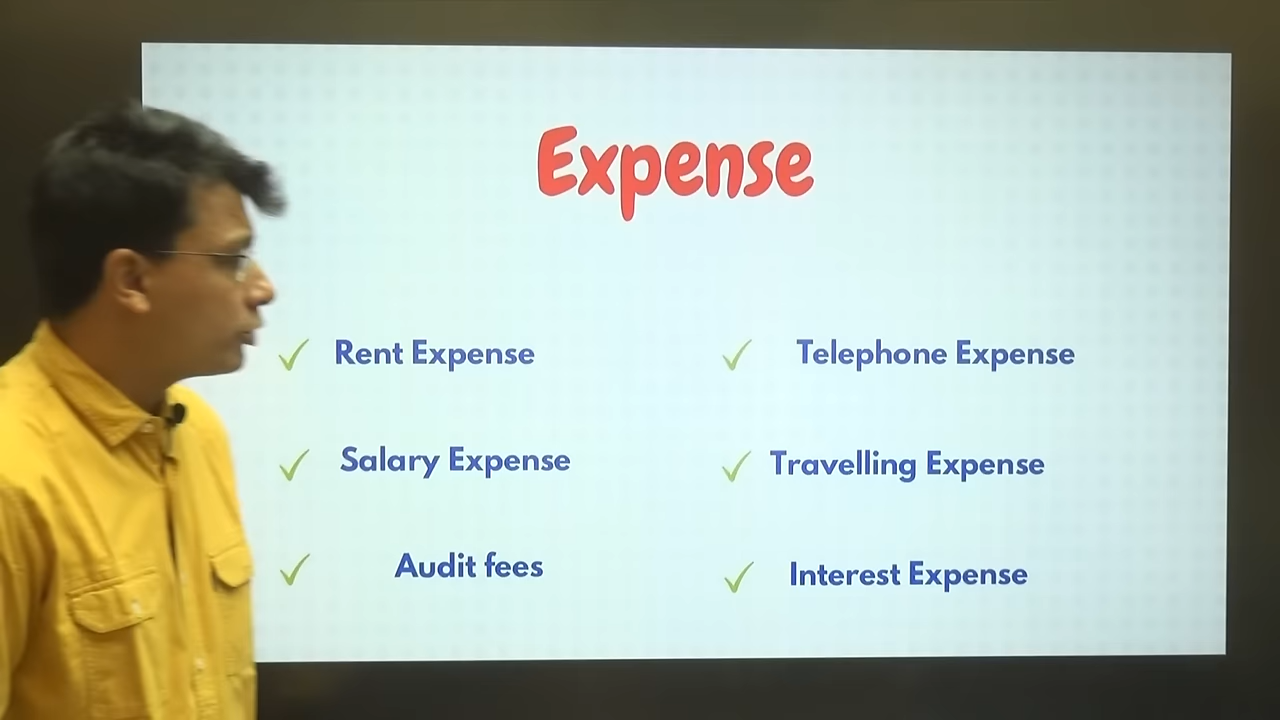 Expense
Rent Expense
Telephone Expense
Salary Expense
Travelling Expense
Audit fees
Interest Expense